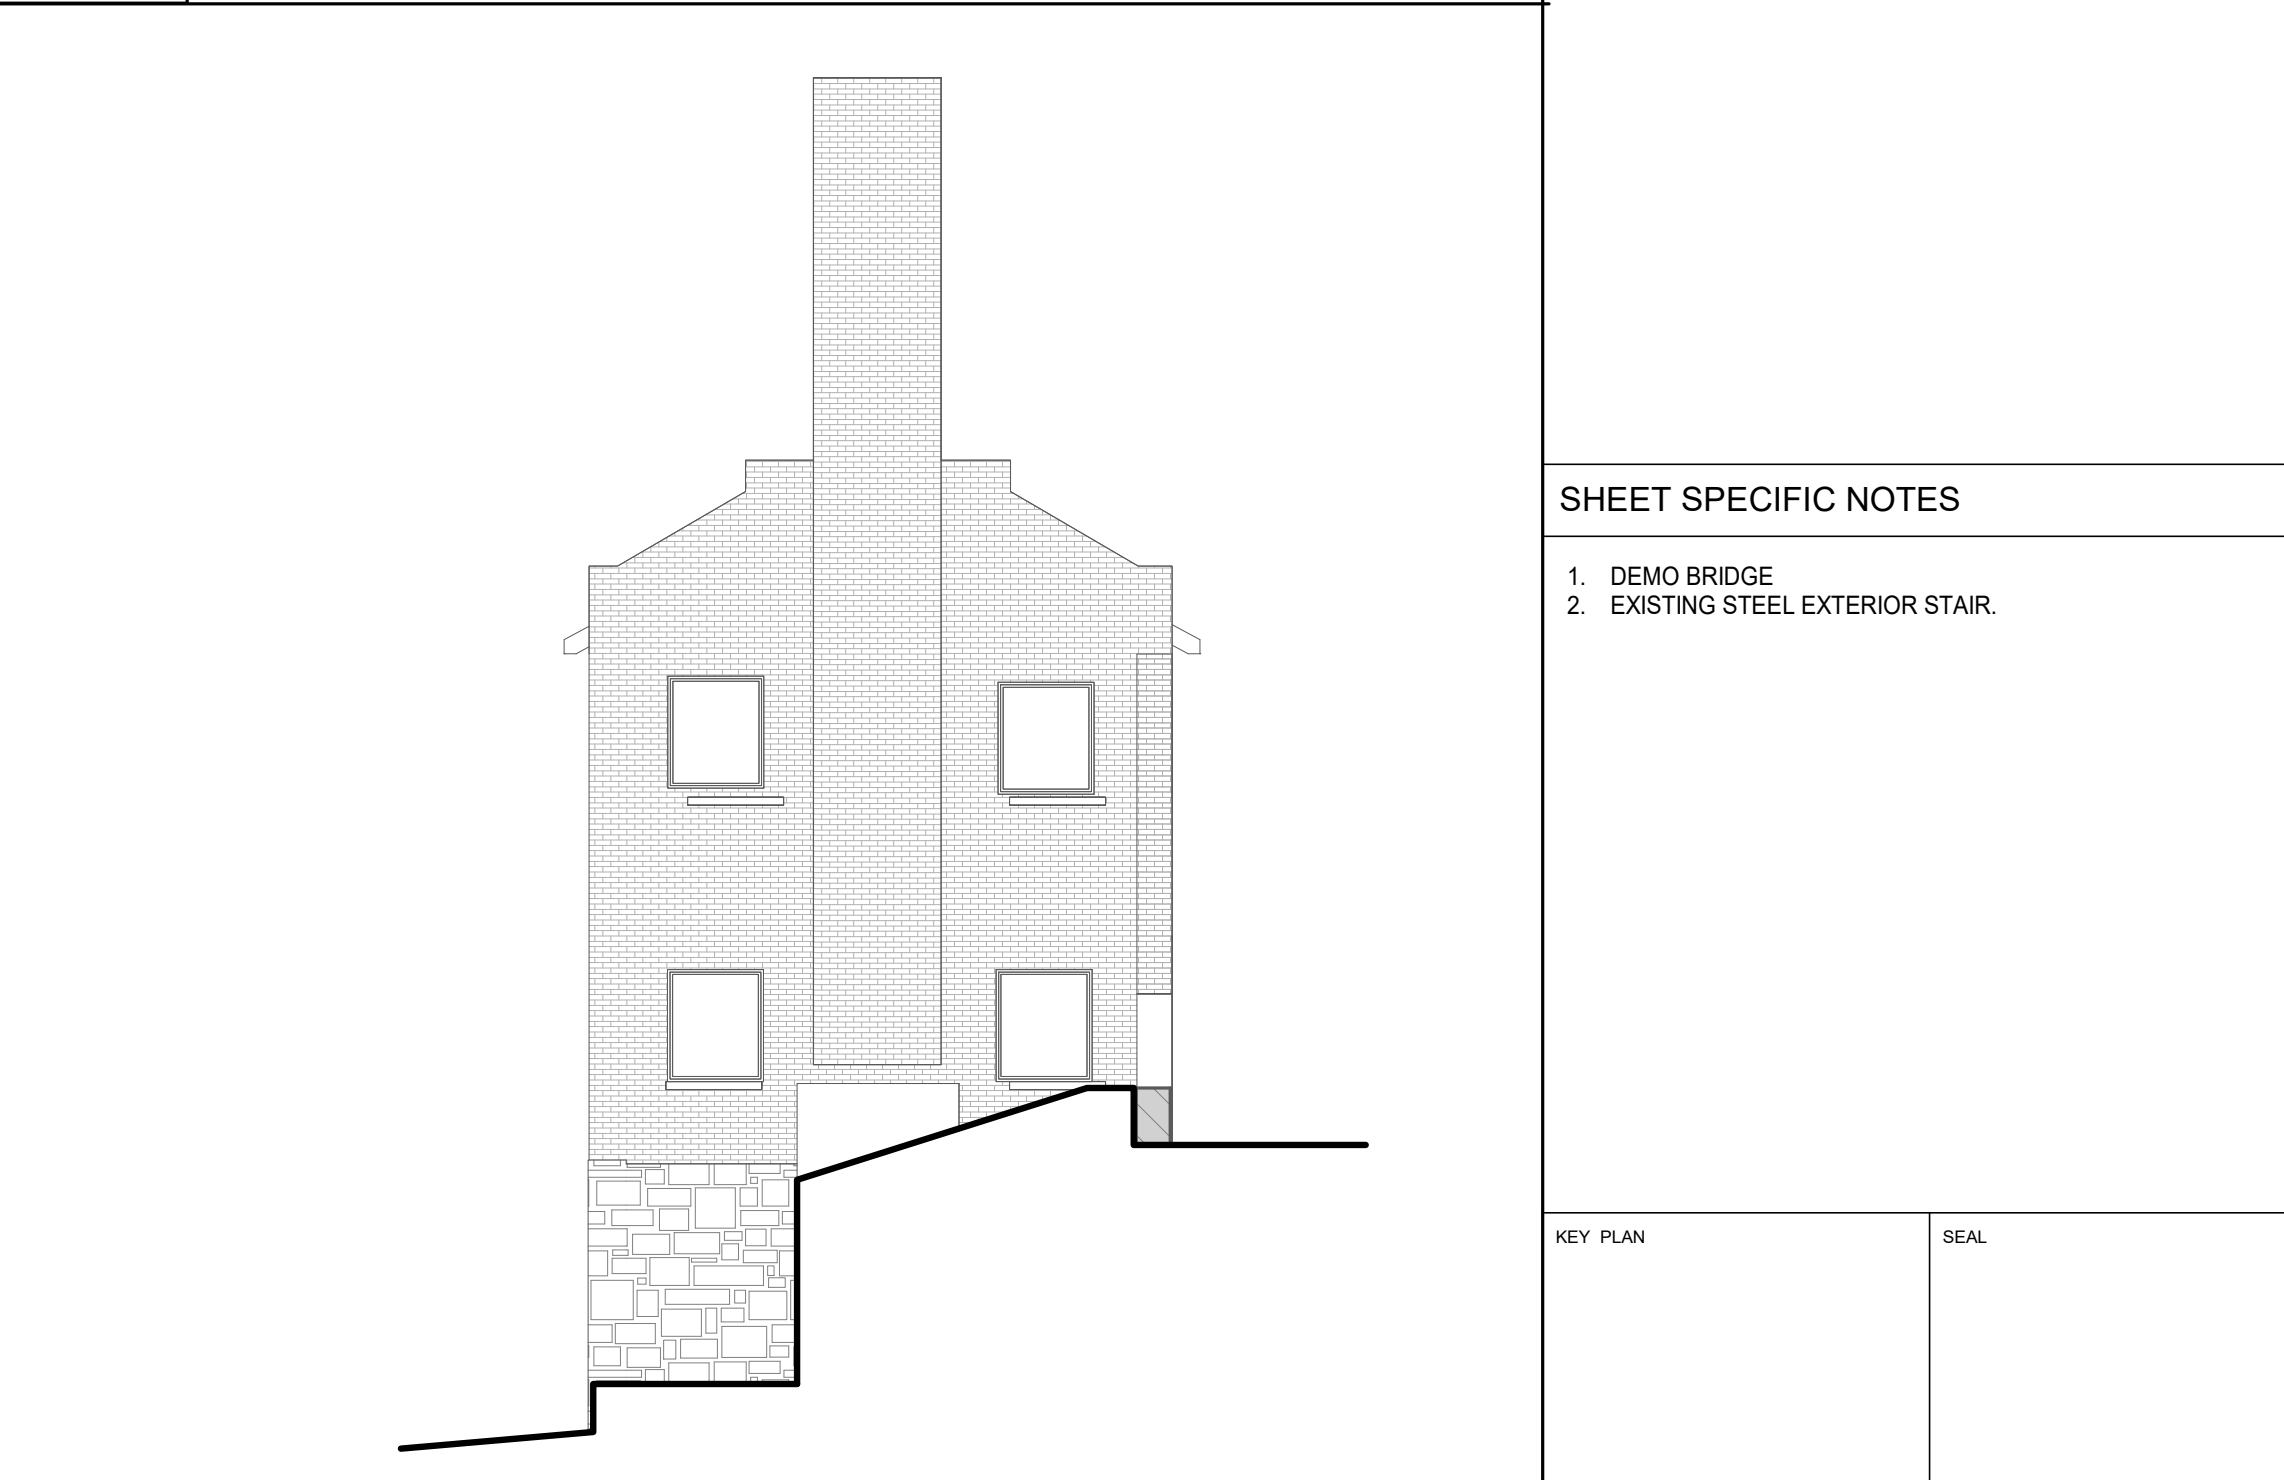 SHEET SPECIFIC NOTES
1. DEMO BRIDGE
2. EXISTING STEEL EXTERIOR STAIR.
KEY PLAN
SEAL